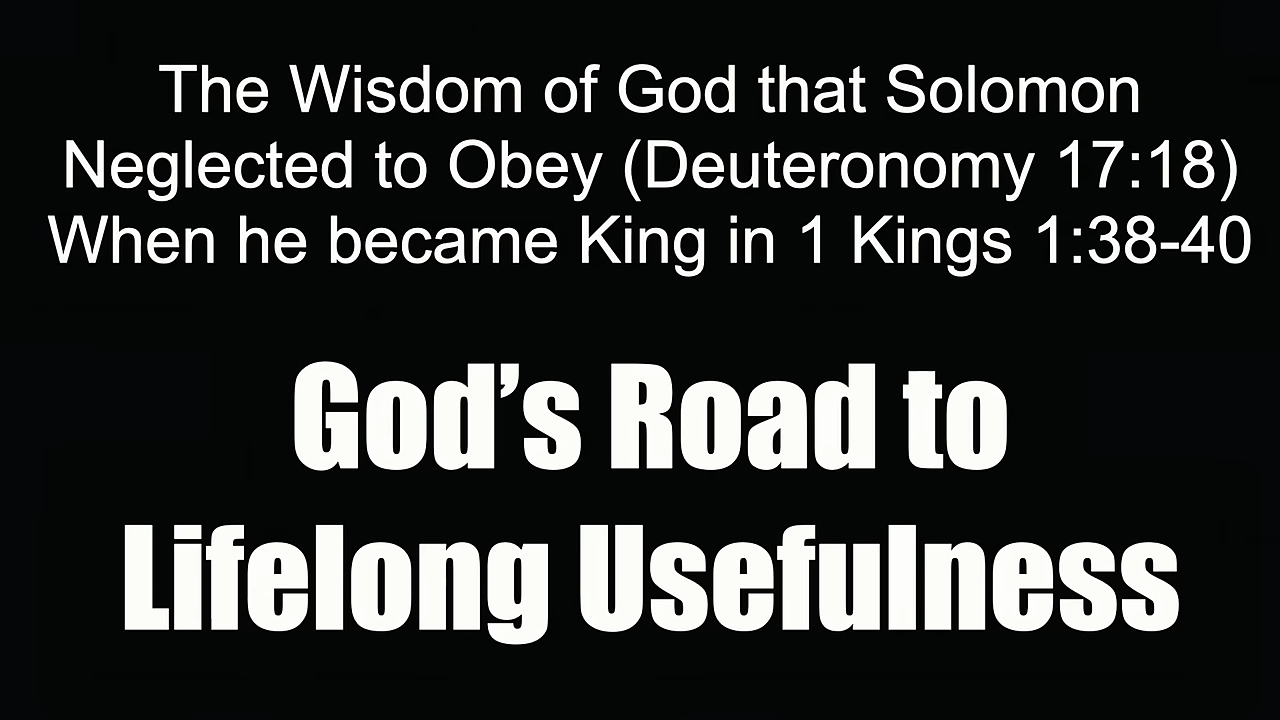 The Wisdom of God that Solomon
Neglected to Obey (Deuteronomy 17:18)
When he became King in 1 Kings 1:38-40
God’s Road to
Lifelong Usefulness